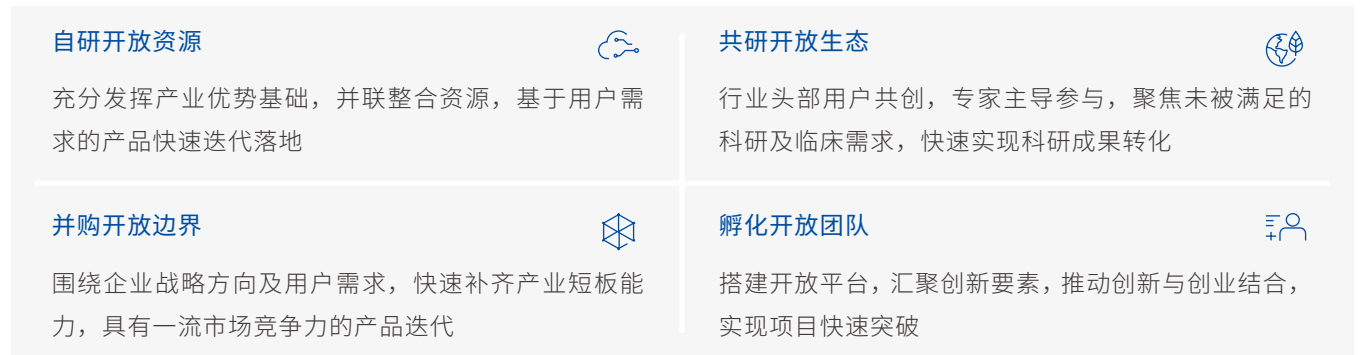 自研开放资源
充分发挥产业优势基础，并联整合资源，基于用户需
求的产品快速迭代落地
共研开放生态
行业头部用户共创，专家主导参与，聚焦未被满足的
科研及临床需求，快速实现科研成果转化
并购开放边界
围绕企业战略方向及用户需求，快速补齐产业短板能
力，具有一流市场竞争力的产品迭代
孵化开放团队
搭建开放平台，汇聚创新要素，推动创新与创业结合，
实现项目快速突破